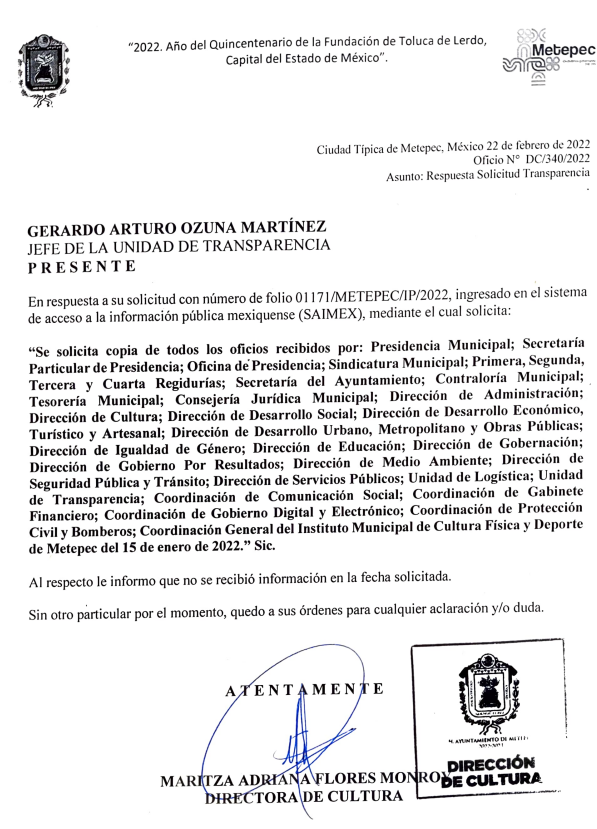 "2022. Año del Quincentenario de la Fundación de Toluca de Lerdo,
Capital del Estado de México".
Metepec
Ciudad Típica de Metepec, México 22 de febrero de 2022
Oficio N° DC/340/2022
Asunto: Respuesta Solicitud Transparencia
GERARDO ARTURO OZUNA MARTÍNEZ
JEFE DE LA UNIDAD DE TRANSPARENCIA
P R E S E N T E
En respuesta a su solicitud con número de folio 01171/METEPEC/IP/2022, ingresado en el sistema
de acceso a la información pública mexiquense (SAIMEX), mediante el cual solicita:
"Se solicita copia de todos los oficios recibidos por: Presidencia Municipal; Secretaría
Particular de Presidencia; Oficina de Presidencia; Sindicatura Municipal; Primera, Segunda,
Tercera y Cuarta Regidurías; Secretaría del Ayuntamiento; Contraloría Municipal;
Tesorería Municipal; Consejería Jurídica Municipal; Dirección de Administración;
Dirección de Cultura; Dirección de Desarrollo Social; Dirección de Desarrollo Económico,
Turístico y Artesanal; Dirección de Desarrollo Urbano, Metropolitano y Obras Públicas;
Dirección de Igualdad de Género; Dirección de Educación; Dirección de Gobernación;
Dirección de Gobierno Por Resultados; Dirección de Medio Ambiente; Dirección de
Seguridad Pública y Tránsito; Dirección de Servicios Públicos; Unidad de Logística; Unidad
de Transparencia; Coordinación de Comunicación Social; Coordinación de Gabinete
Financiero; Coordinación de Gobierno Digital y Electrónico; Coordinación de Protección
Civil y Bomberos; Coordinación General del Instituto Municipal de Cultura Física y Deporte
de Metepec del 15 de enero de 2022." Sic.
Al respecto le informo que no se recibió información en la fecha solicitada.
Sin otro particular por el momento, quedo a sus órdenes para cualquier aclaración y/o duda.
A T E N T A M E N T E
MARITZA ADRIANA FLORES MONROY
DIRECTORA DE CULTURA
H. AYUNTAMIENTO DE
DIRECCIÓN
DE CULTURA